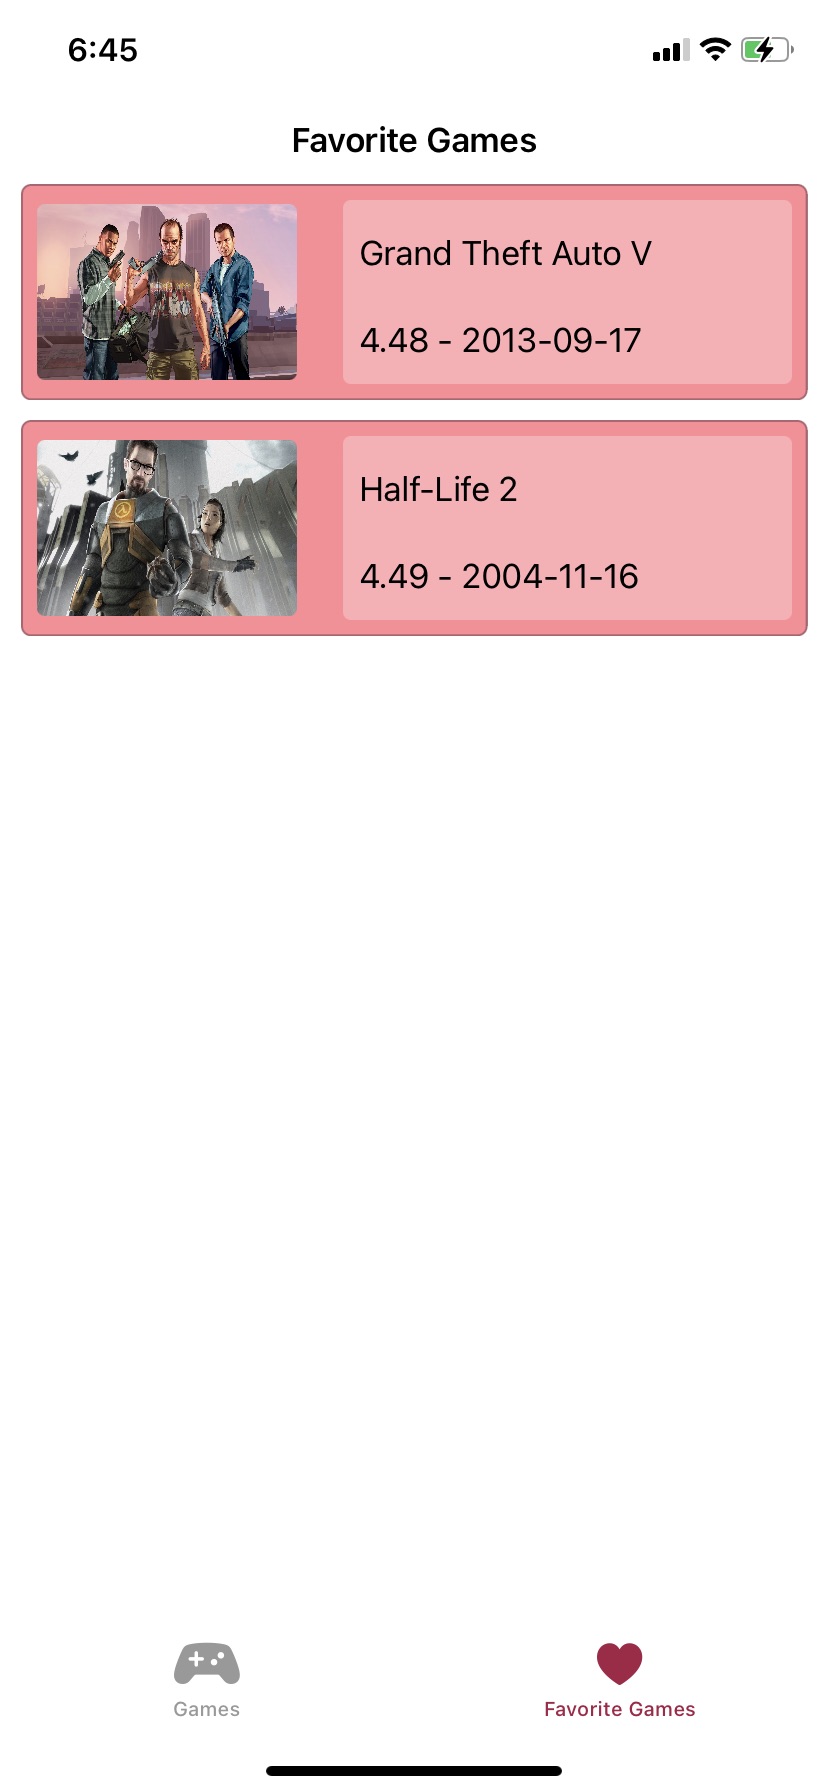 6:45
Favorite Games
Grand Theft Auto V
4.48 - 2013-09-17
Half-Life 2
4.49 - 2004-11-16
Games
Favorite Games